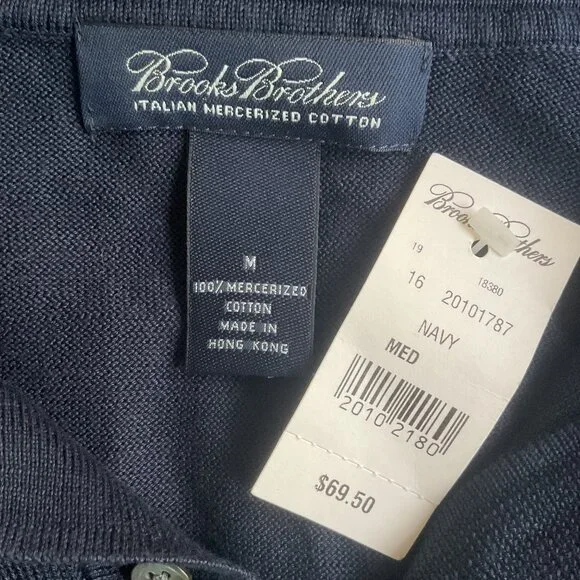 Brooks Brothers
ITALIAN MERCERIZED COTTON
M
100% MERCERIZED
COTTON
MADE IN
HONG KONG
Brooks Brothers
19
18380
16 20101787
NAVY
MED
2010 2180
$69.50